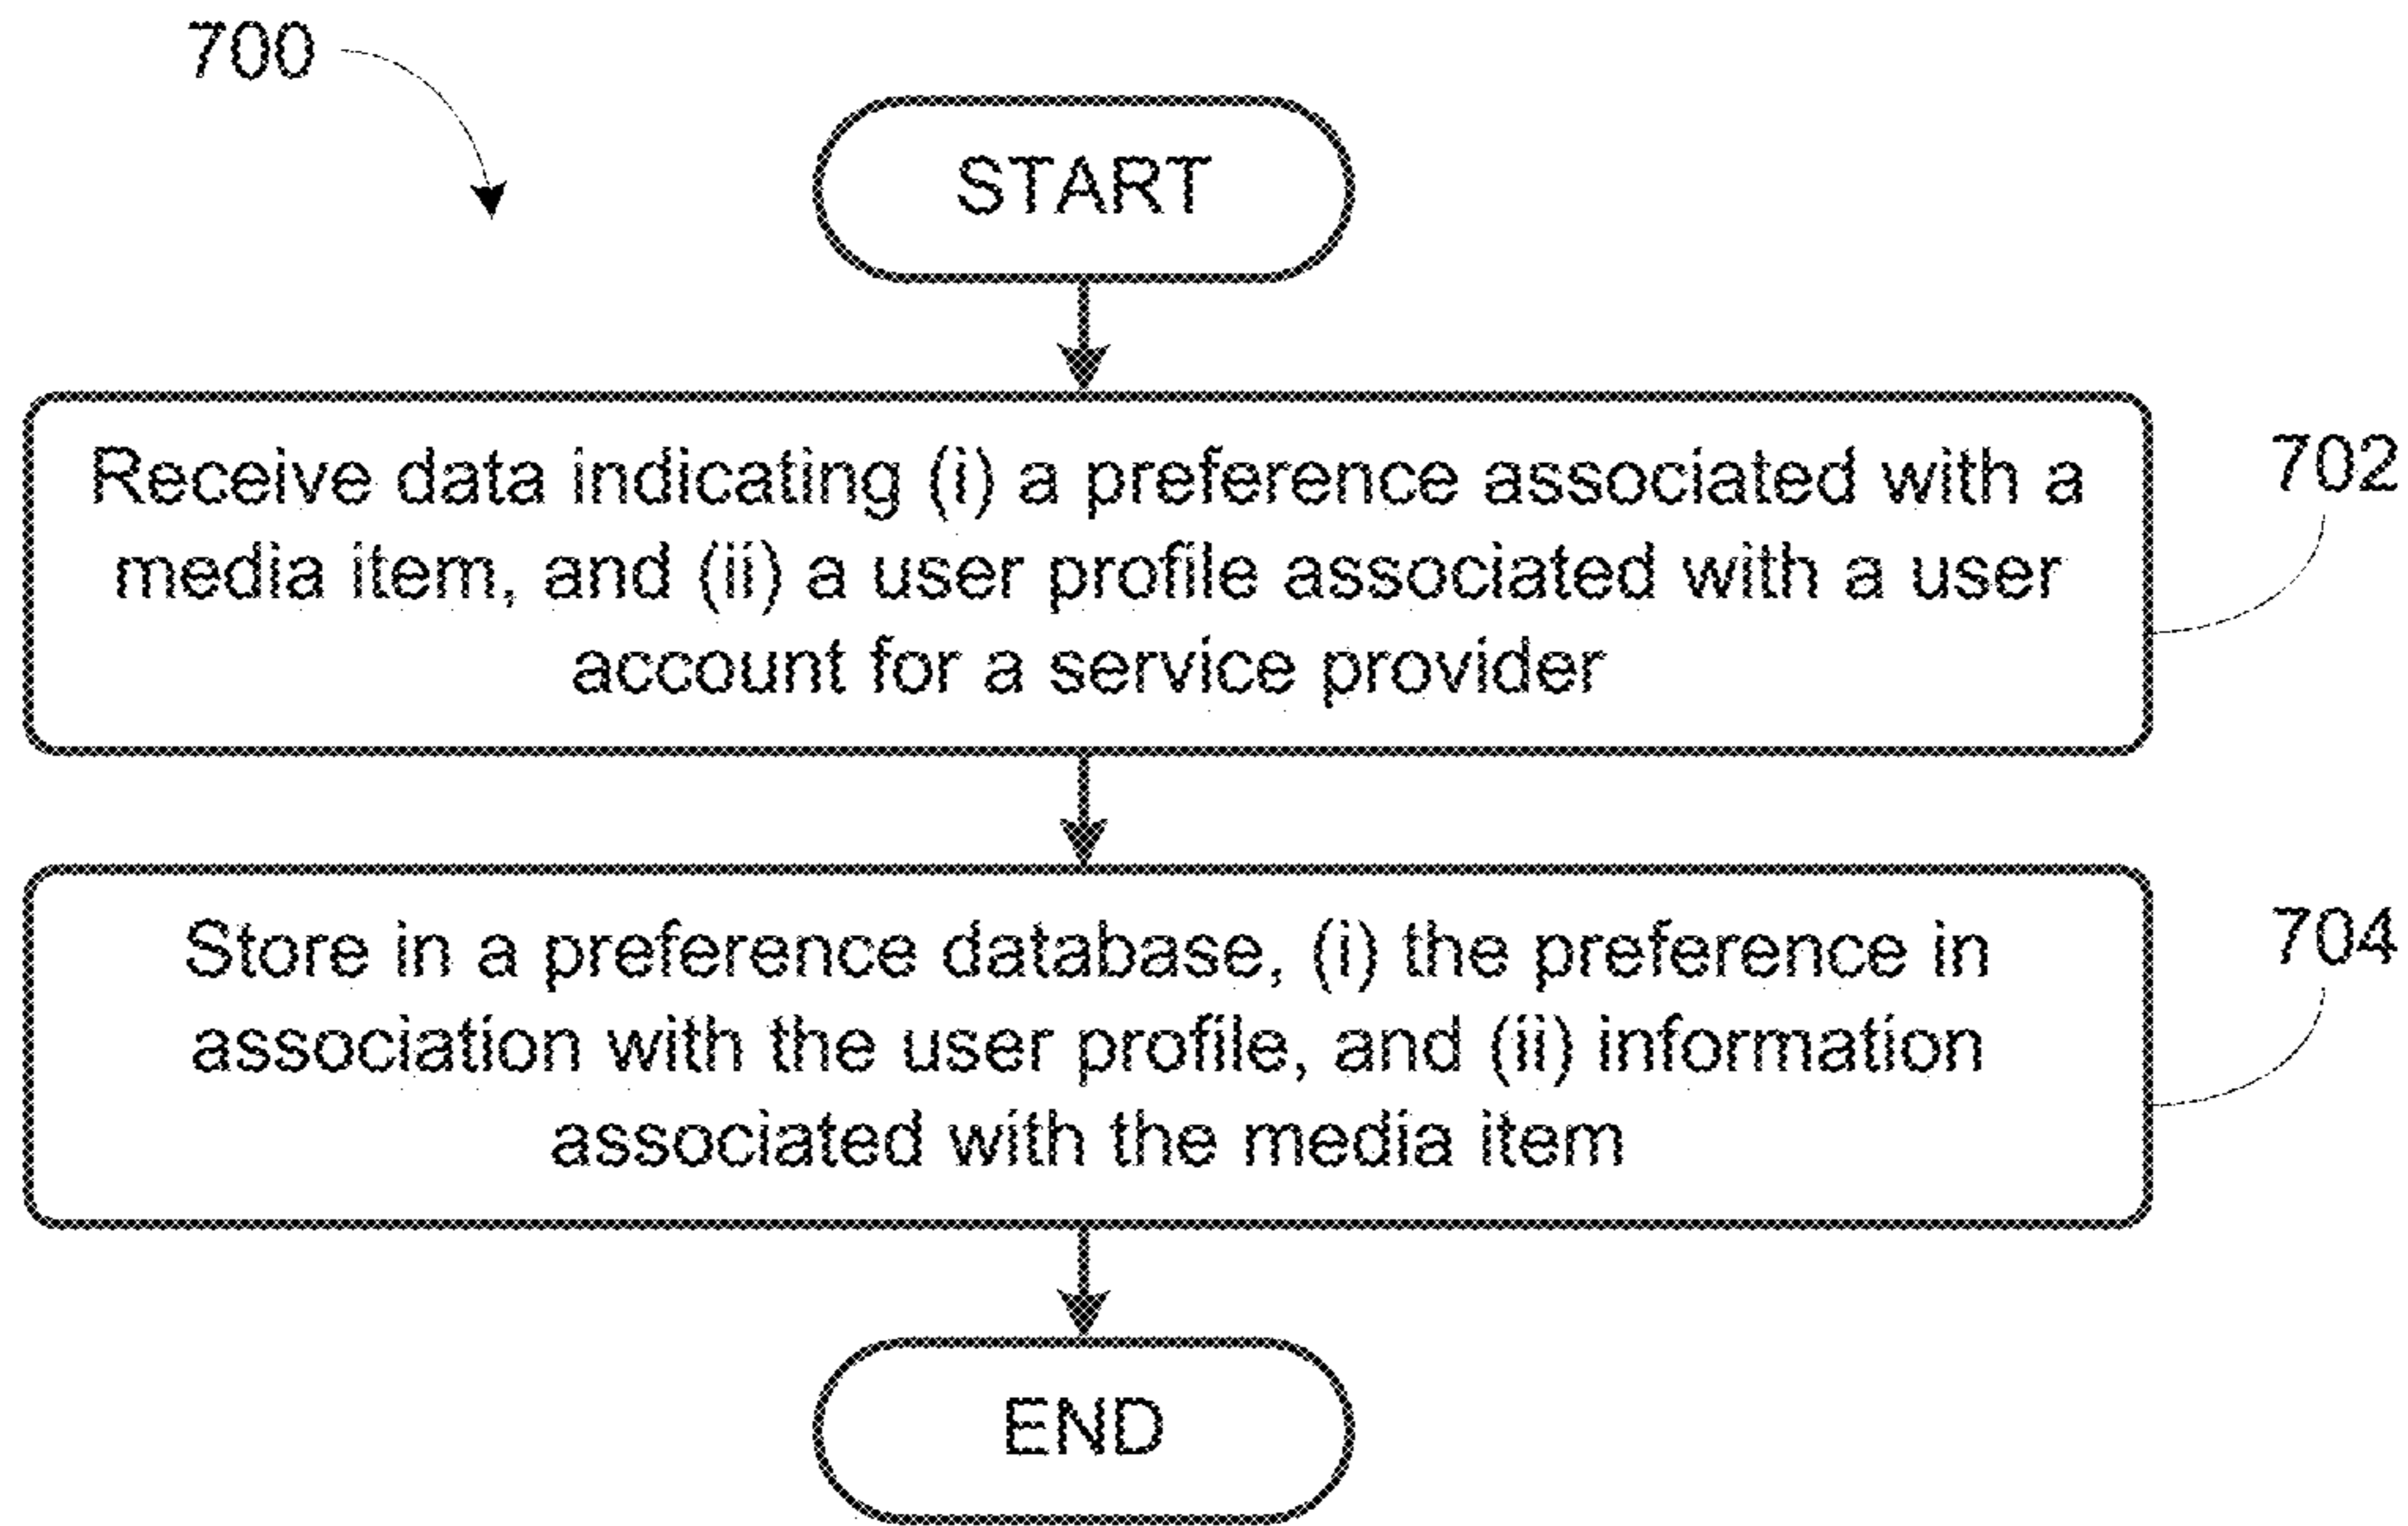 700
START
Receive data indicating (i) a preference associated with a
media item, and (ii) a user profile associated with a user
account for a service provider
702
Store in a preference database, (i) the preference in
association with the user profile, and (ii) information
associated with the media item
704
END